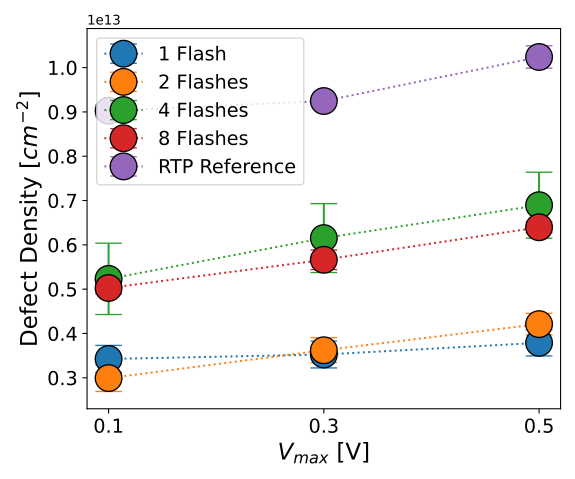 1e13
1 Flash
2 Flashes
4 Flashes
8 Flashes
RTP Reference
Defect Density [cm⁻²]
1.0
0.9
0.8
0.7
0.6
0.5
0.4
0.3
0.1 0.3 0.5
V_max [V]